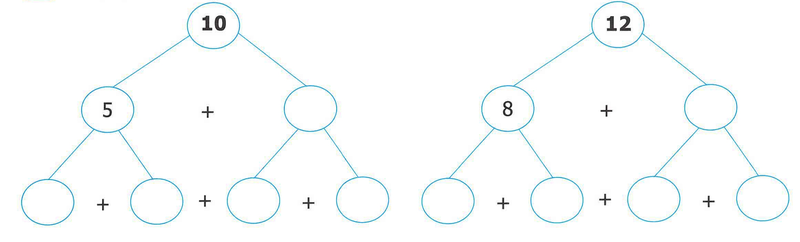 10 12
5 + 8 +
+ + + + + +